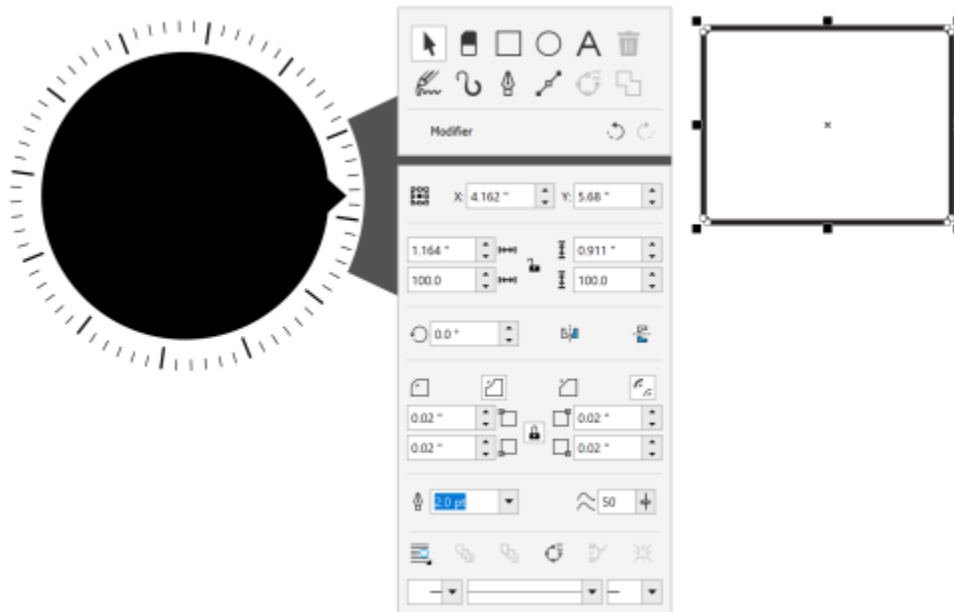 A
Modifier
X: 4.162 " Y: 5.68 "
1.164 " 0.911 "
100.0 100.0
0.0 °
0.02 " 0.02 "
0.02 " 0.02 "
2.0 pt 50